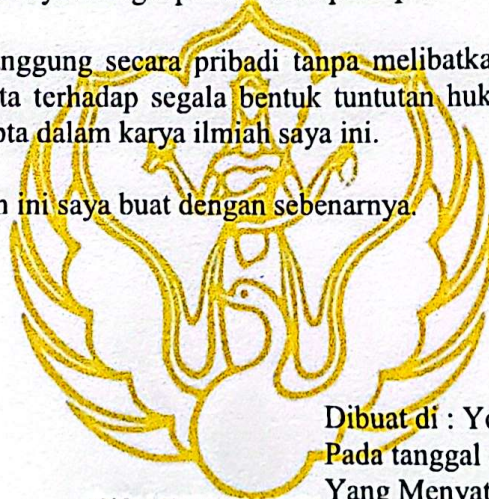 nggung secara pribadi tanpa melibatka
ta terhadap segala bentuk tuntutan huk
pta dalam karya ilmiah saya ini.
n ini saya buat dengan sebenarnya.
Dibuat di : Yo
Pada tanggal
Yang Menyat